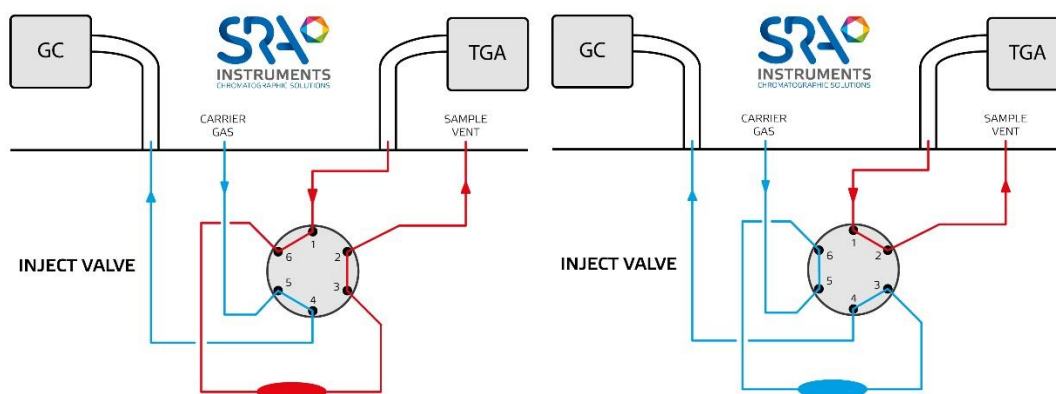 GC
SRA
INSTRUMENTS
CHROMATOGRAPHIC SOLUTIONS
TGA
CARRIER
GAS
SAMPLE
VENT
INJECT VALVE
1
2
3
4
5
6
GC
SRA
INSTRUMENTS
CHROMATOGRAPHIC SOLUTIONS
TGA
CARRIER
GAS
SAMPLE
VENT
INJECT VALVE
1
2
3
4
5
6